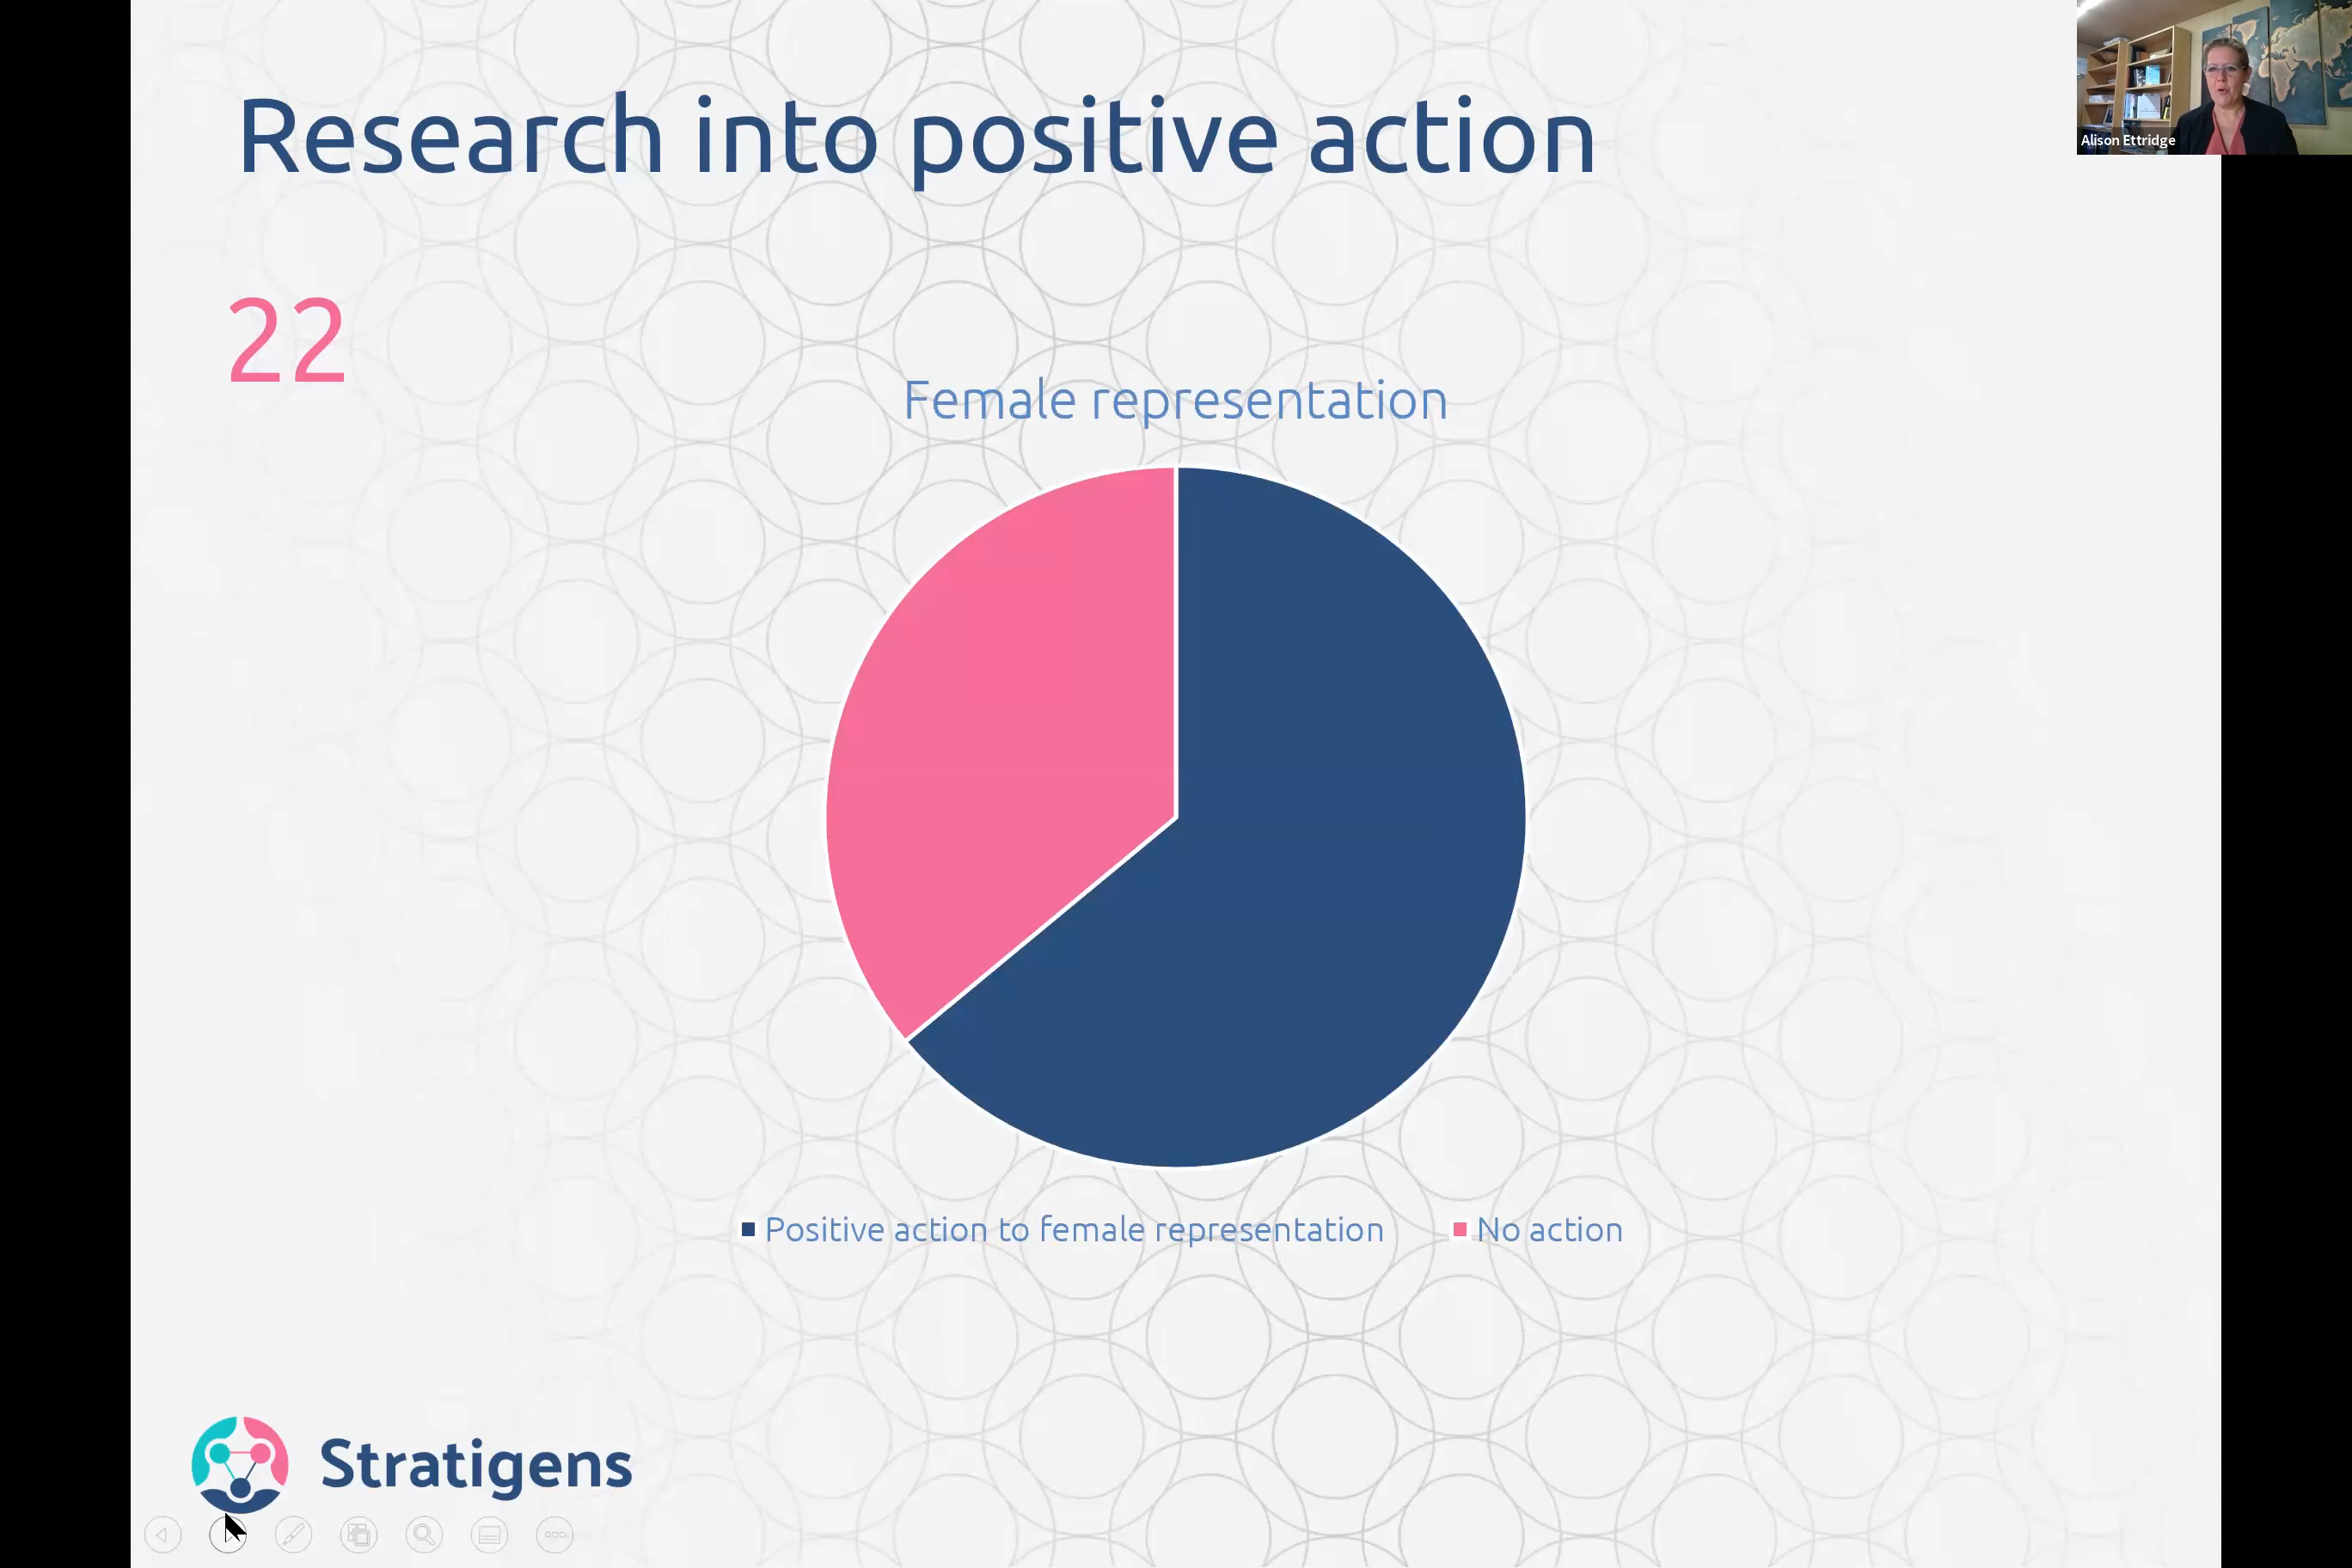 Research into positive action
Alison Ettridge
22
Female representation
Positive action to female representation
No action
Stratigens